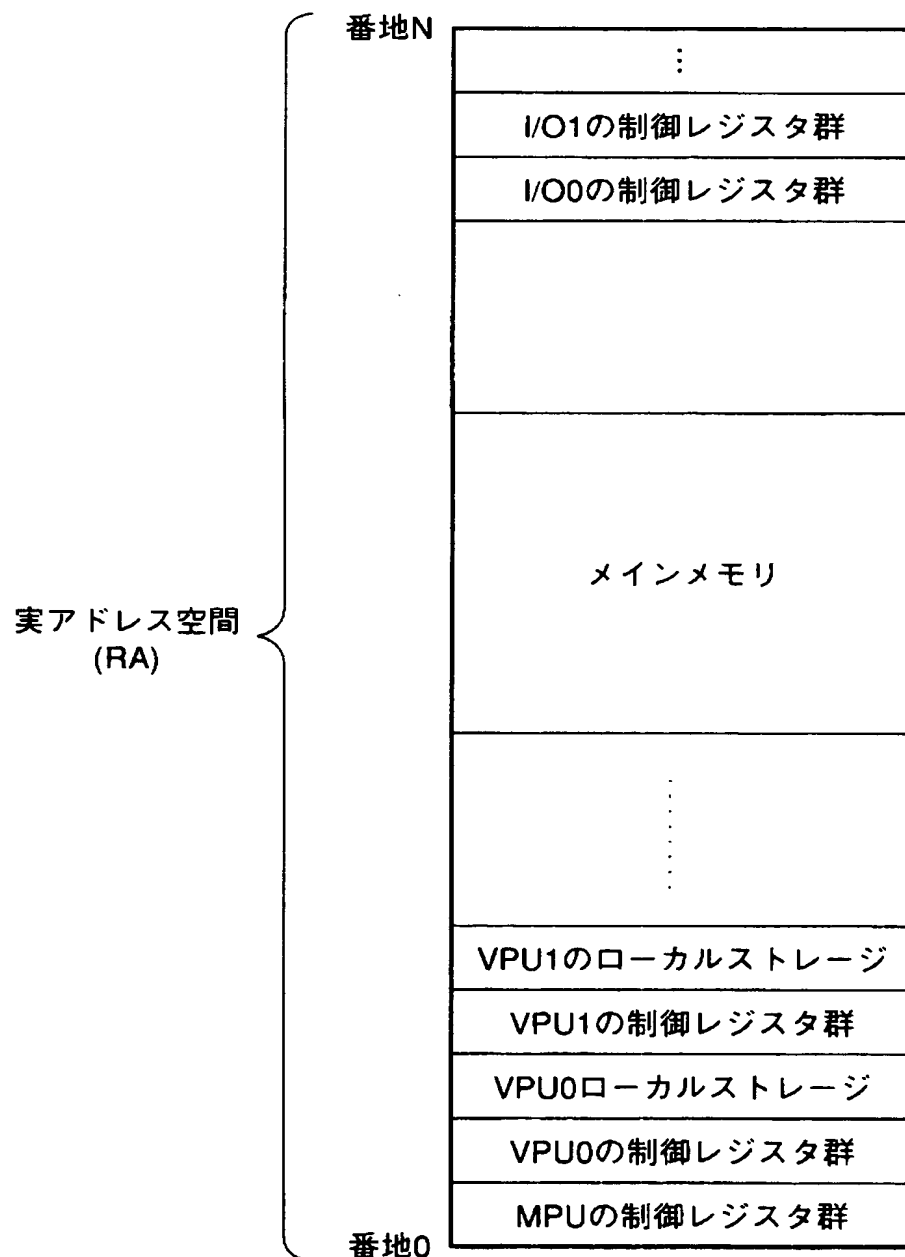 番地N
⋮
I/O1の制御レジスタ群
I/O0の制御レジスタ群
メインメモリ
実アドレス空間
(RA)
VPU1のローカルストレージ
VPU1の制御レジスタ群
VPU0ローカルストレージ
VPU0の制御レジスタ群
MPUの制御レジスタ群
番地0